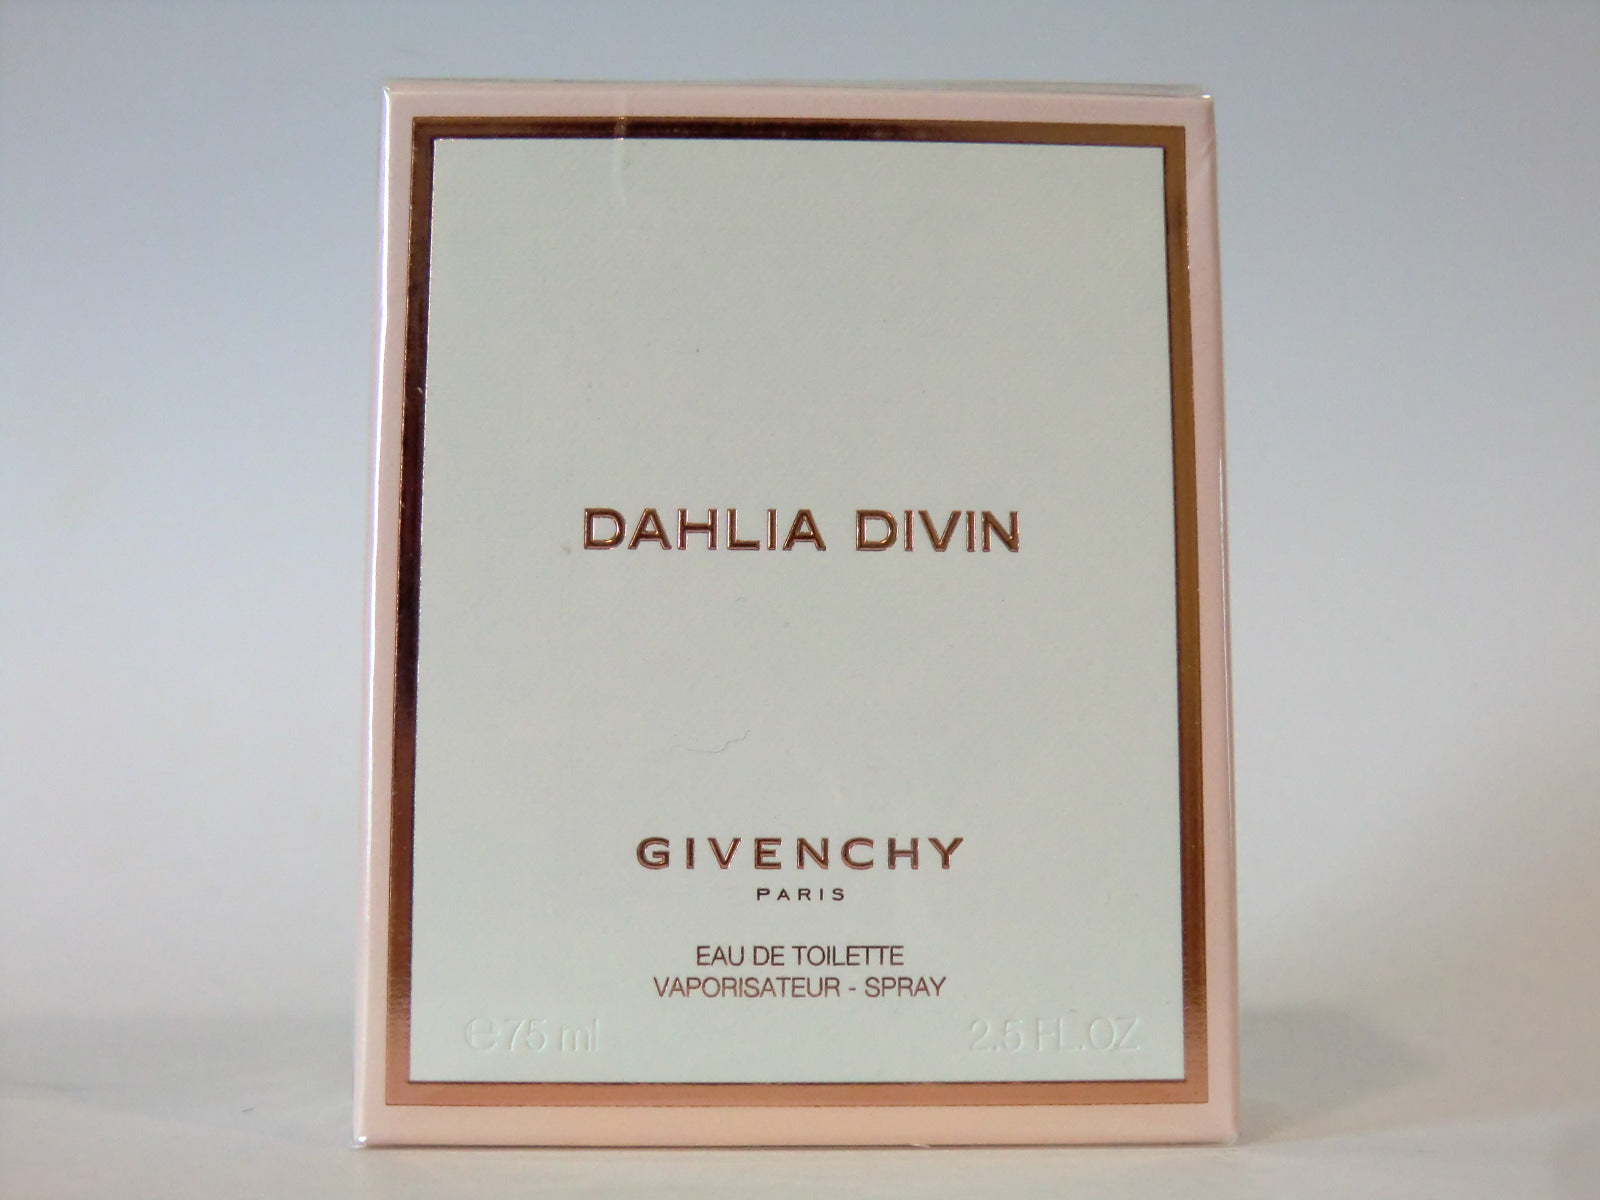 DAHLIA DIVIN
GIVENCHY
PARIS
EAU DE TOILETTE
VAPORISATEUR - SPRAY
℮75 ml 2.5 FL.OZ